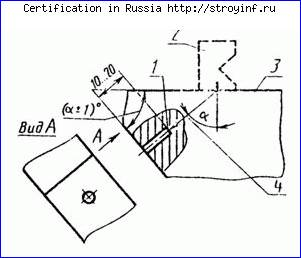 Certification in Russia http://stroyinf.ru
10...20
1
2
3
(α±1)°
Вид А
А
α
4